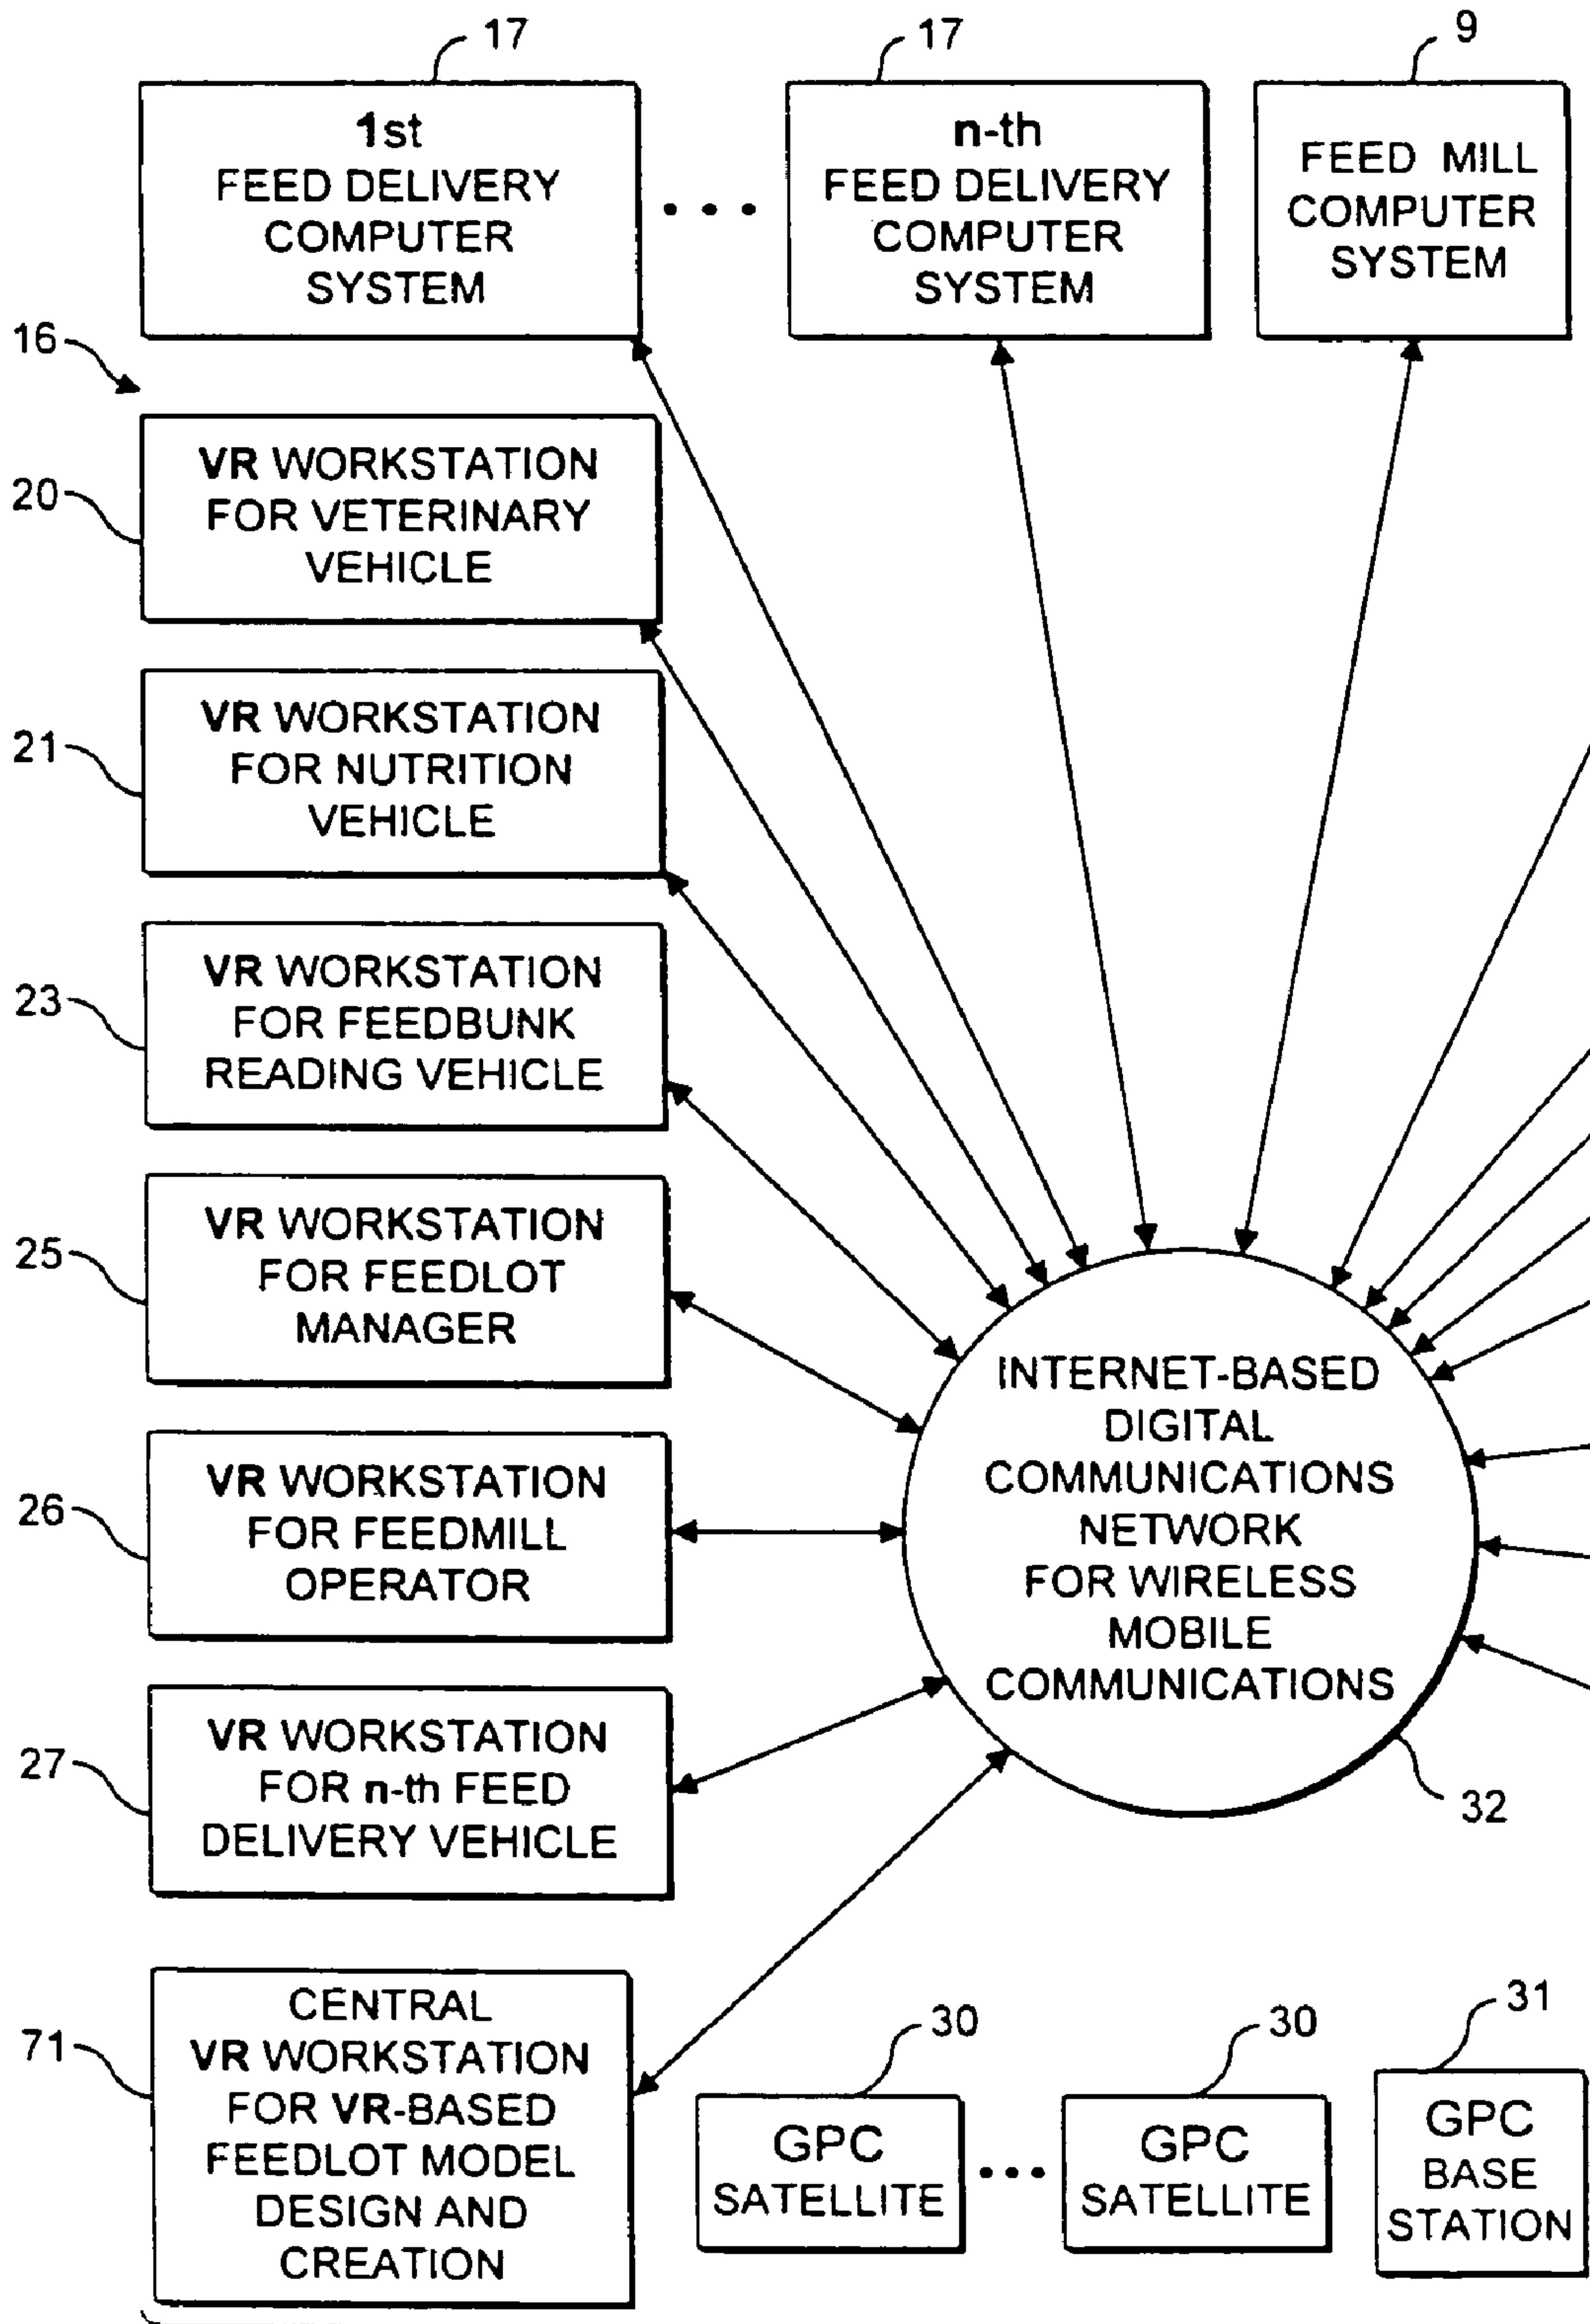 17
17
9
1st
FEED DELIVERY
COMPUTER
SYSTEM
n-th
FEED DELIVERY
COMPUTER
SYSTEM
FEED MILL
COMPUTER
SYSTEM
16
20
VR WORKSTATION
FOR VETERINARY
VEHICLE
21
VR WORKSTATION
FOR NUTRITION
VEHICLE
23
VR WORKSTATION
FOR FEEDBUNK
READING VEHICLE
25
VR WORKSTATION
FOR FEEDLOT
MANAGER
26
VR WORKSTATION
FOR FEEDMILL
OPERATOR
27
VR WORKSTATION
FOR n-th FEED
DELIVERY VEHICLE
INTERNET-BASED
DIGITAL
COMMUNICATIONS
NETWORK
FOR WIRELESS
MOBILE
COMMUNICATIONS
32
71
CENTRAL
VR WORKSTATION
FOR VR-BASED
FEEDLOT MODEL
DESIGN AND
CREATION
30
GPC
SATELLITE
30
GPC
SATELLITE
31
GPC
BASE
STATION